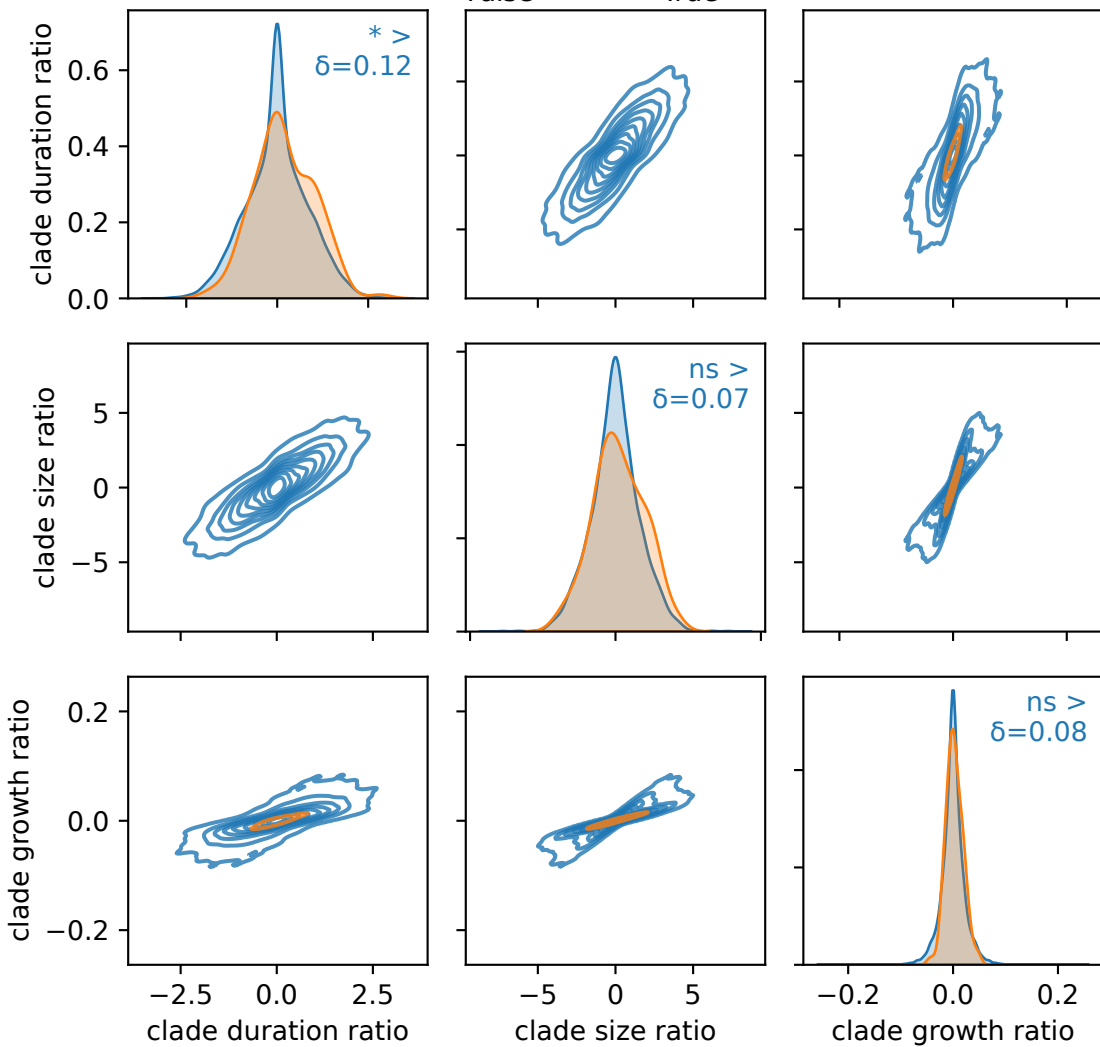 clade duration ratio
0.6
0.4
0.2
0.0
* >
δ=0.12
clade size ratio
5
0
−5
ns >
δ=0.07
clade growth ratio
0.2
0.0
−0.2
ns >
δ=0.08
−2.5 0.0 2.5
−5 0 5
−0.2 0.0 0.2
clade duration ratio
clade size ratio
clade growth ratio